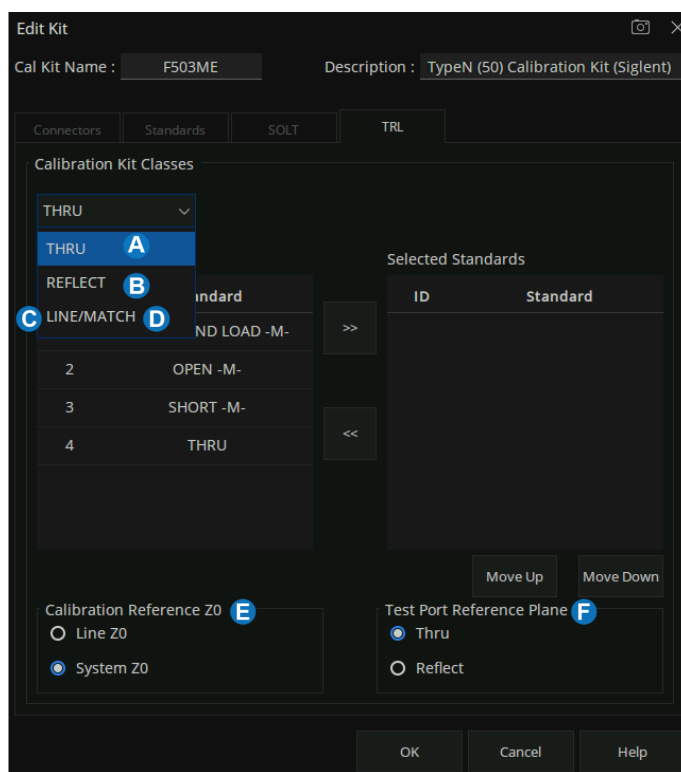 Edit Kit
Cal Kit Name : F503ME Description : TypeN (50) Calibration Kit (Siglent)
Connectors Standards SOLT TRL
Calibration Kit Classes
THRU
THRU A
REFLECT B
C LINE/MATCH D
Selected Standards
ndard
ID Standard
ND LOAD -M-
>>
2 OPEN -M-
3 SHORT -M-
<<
4 THRU
Move Up Move Down
Calibration Reference Z0 E
Line Z0
System Z0
Test Port Reference Plane F
Thru
Reflect
OK Cancel Help